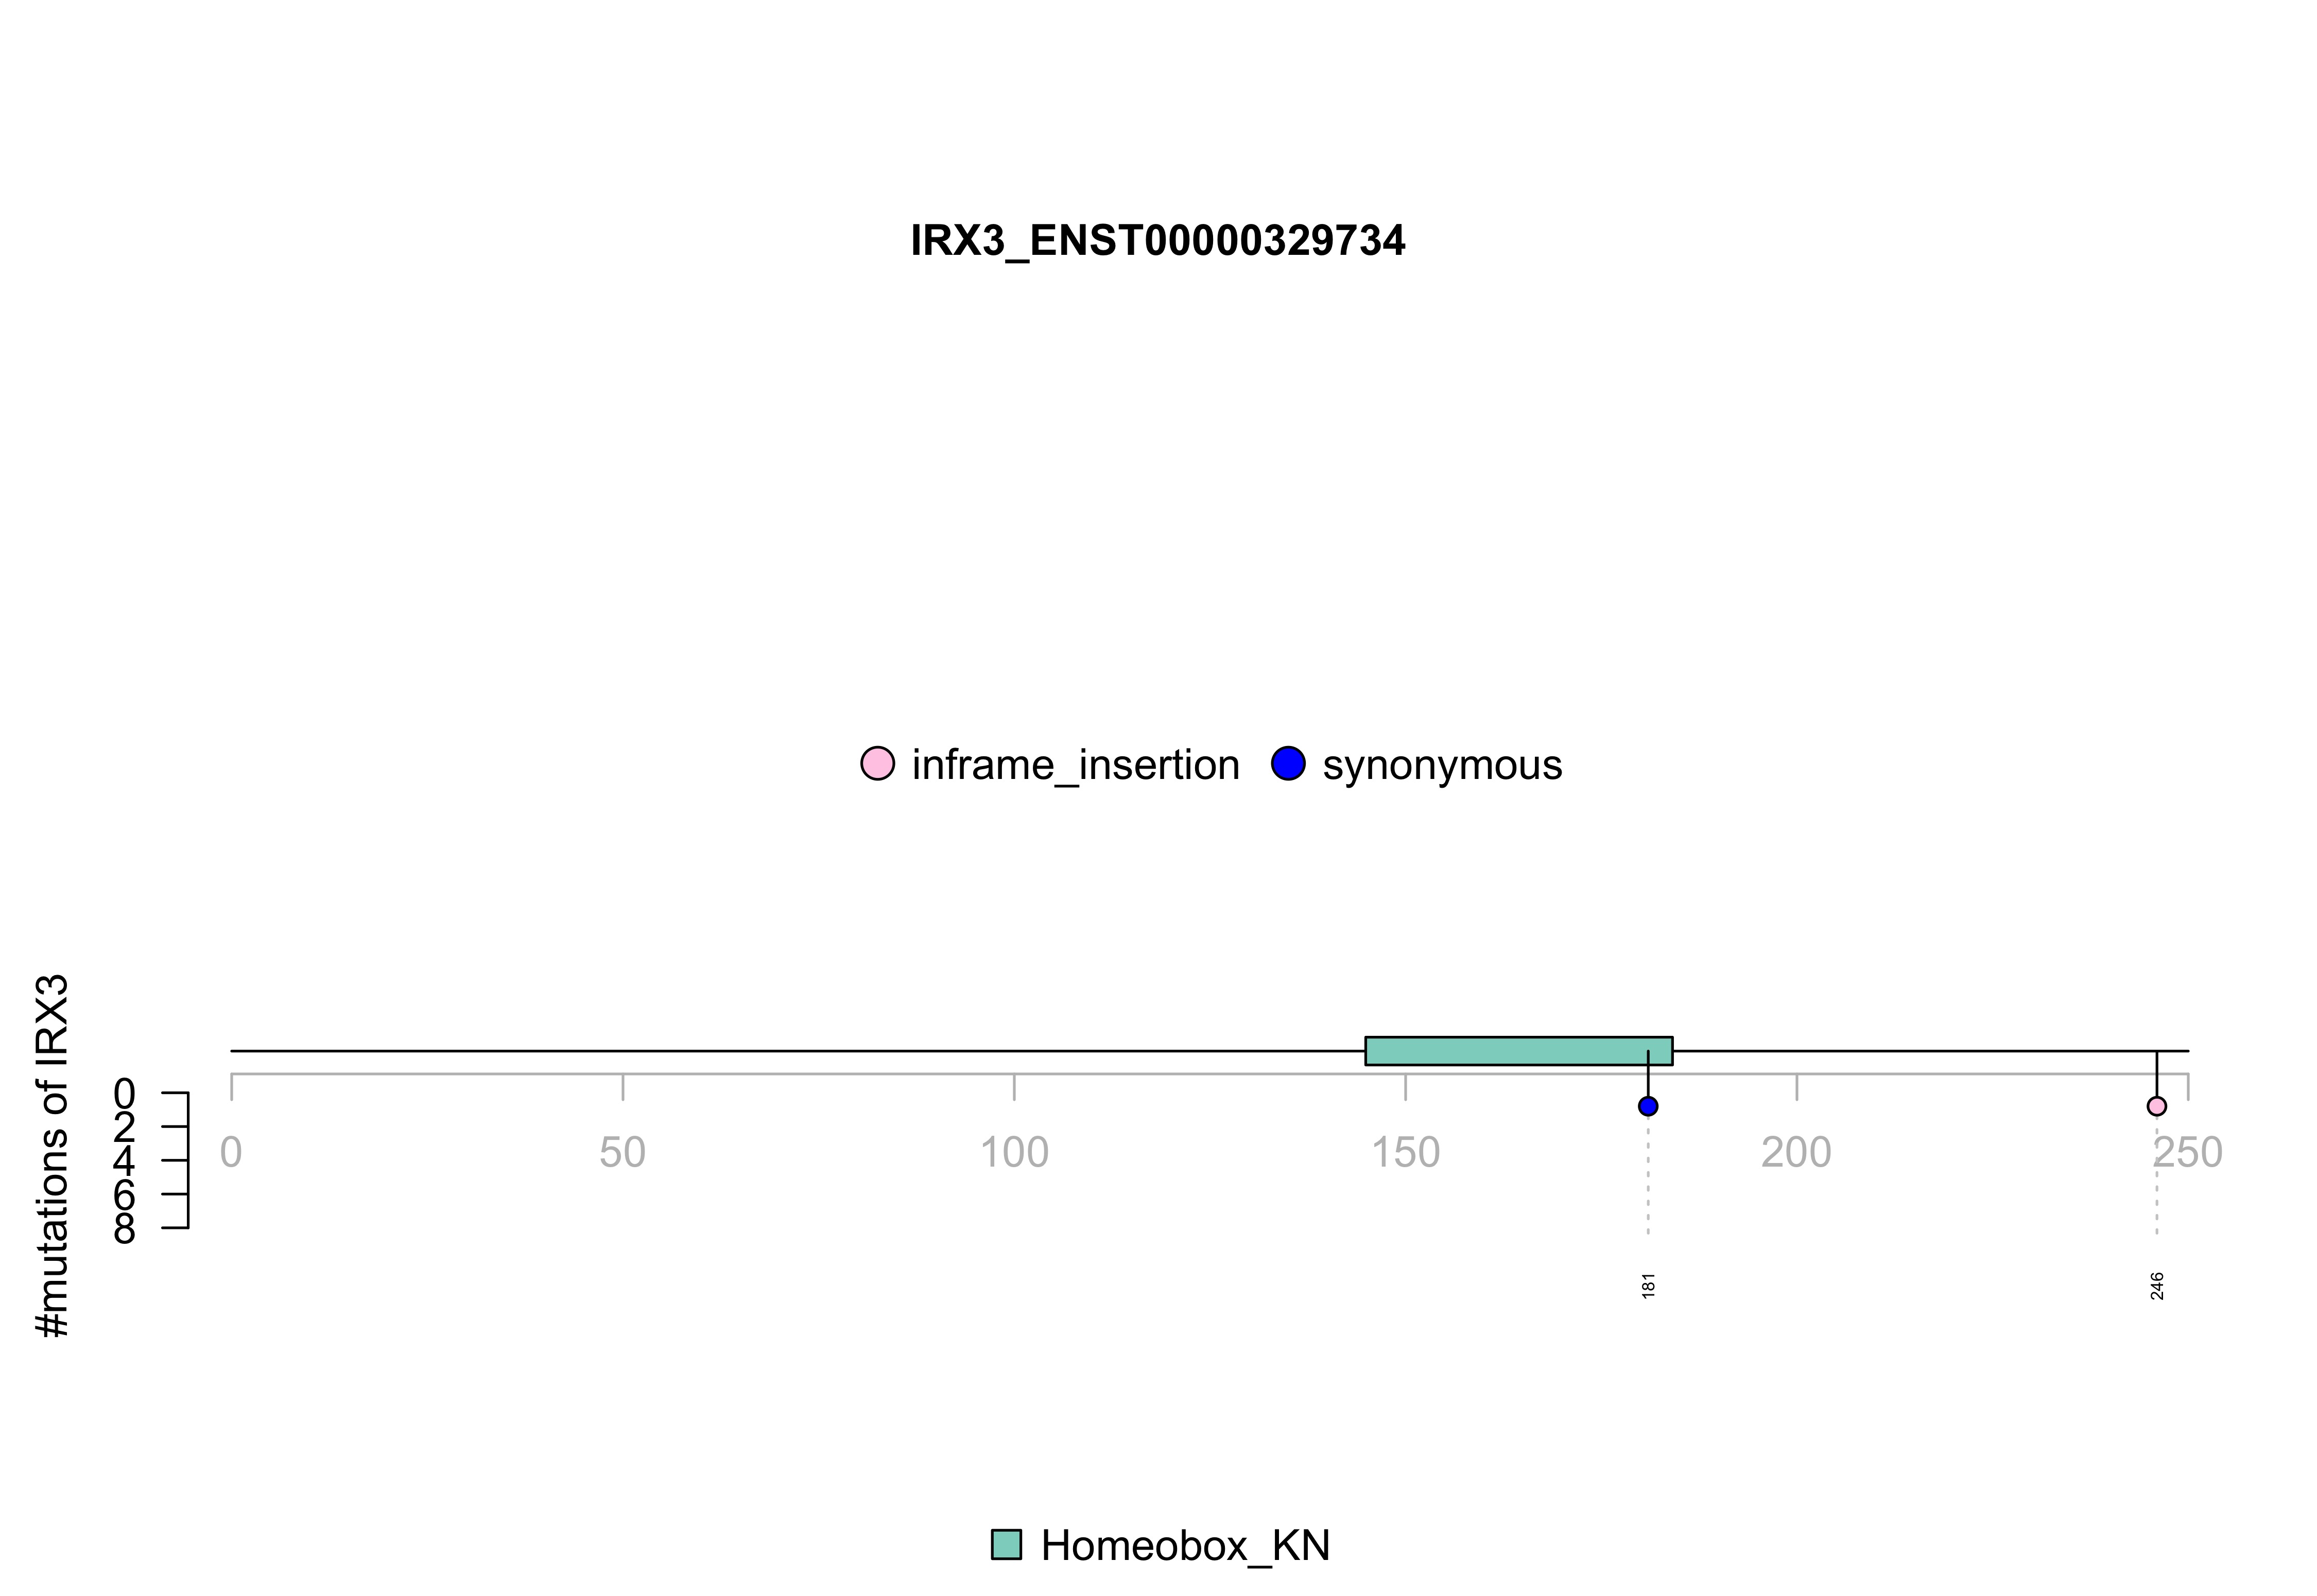 IRX3_ENST00000329734
inframe_insertion synonymous
#mutations of IRX3
0
2
4
6
8
0 50 100 150 200 250
181 246
Homeobox_KN